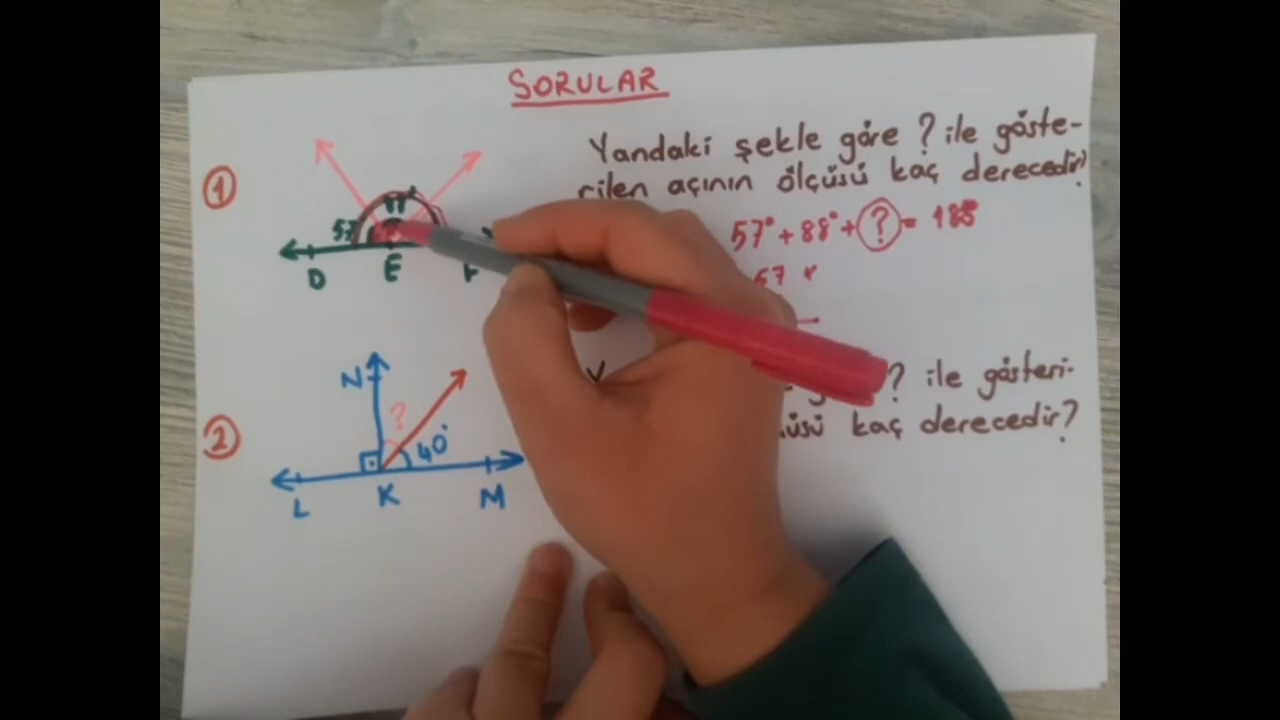 SORULAR
1
Yandaki şekle göre ? ile göste-
rilen açının ölçüsü kaç derecedir?
57
D E F
57° + 88° + ? = 180°
57
2
N
?
40°
L K M
? ile gösteri-
kaç derecedir?